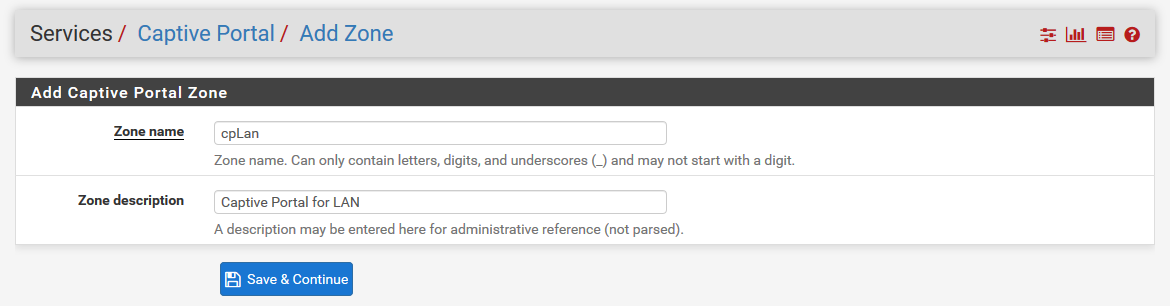 Services / Captive Portal / Add Zone
Add Captive Portal Zone
Zone name
cpLan
Zone name. Can only contain letters, digits, and underscores (_) and may not start with a digit.
Zone description
Captive Portal for LAN
A description may be entered here for administrative reference (not parsed).
Save & Continue